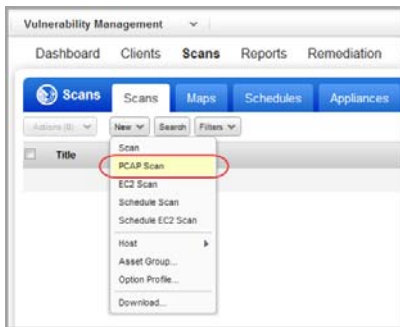 Vulnerability Management
Dashboard Clients Scans Reports Remediation
Scans Scans Maps Schedules Appliances
Actions (0) New Search Filters
Title
Scan
PCAP Scan
EC2 Scan
Schedule Scan
Schedule EC2 Scan
Host
Asset Group...
Option Profile...
Download...